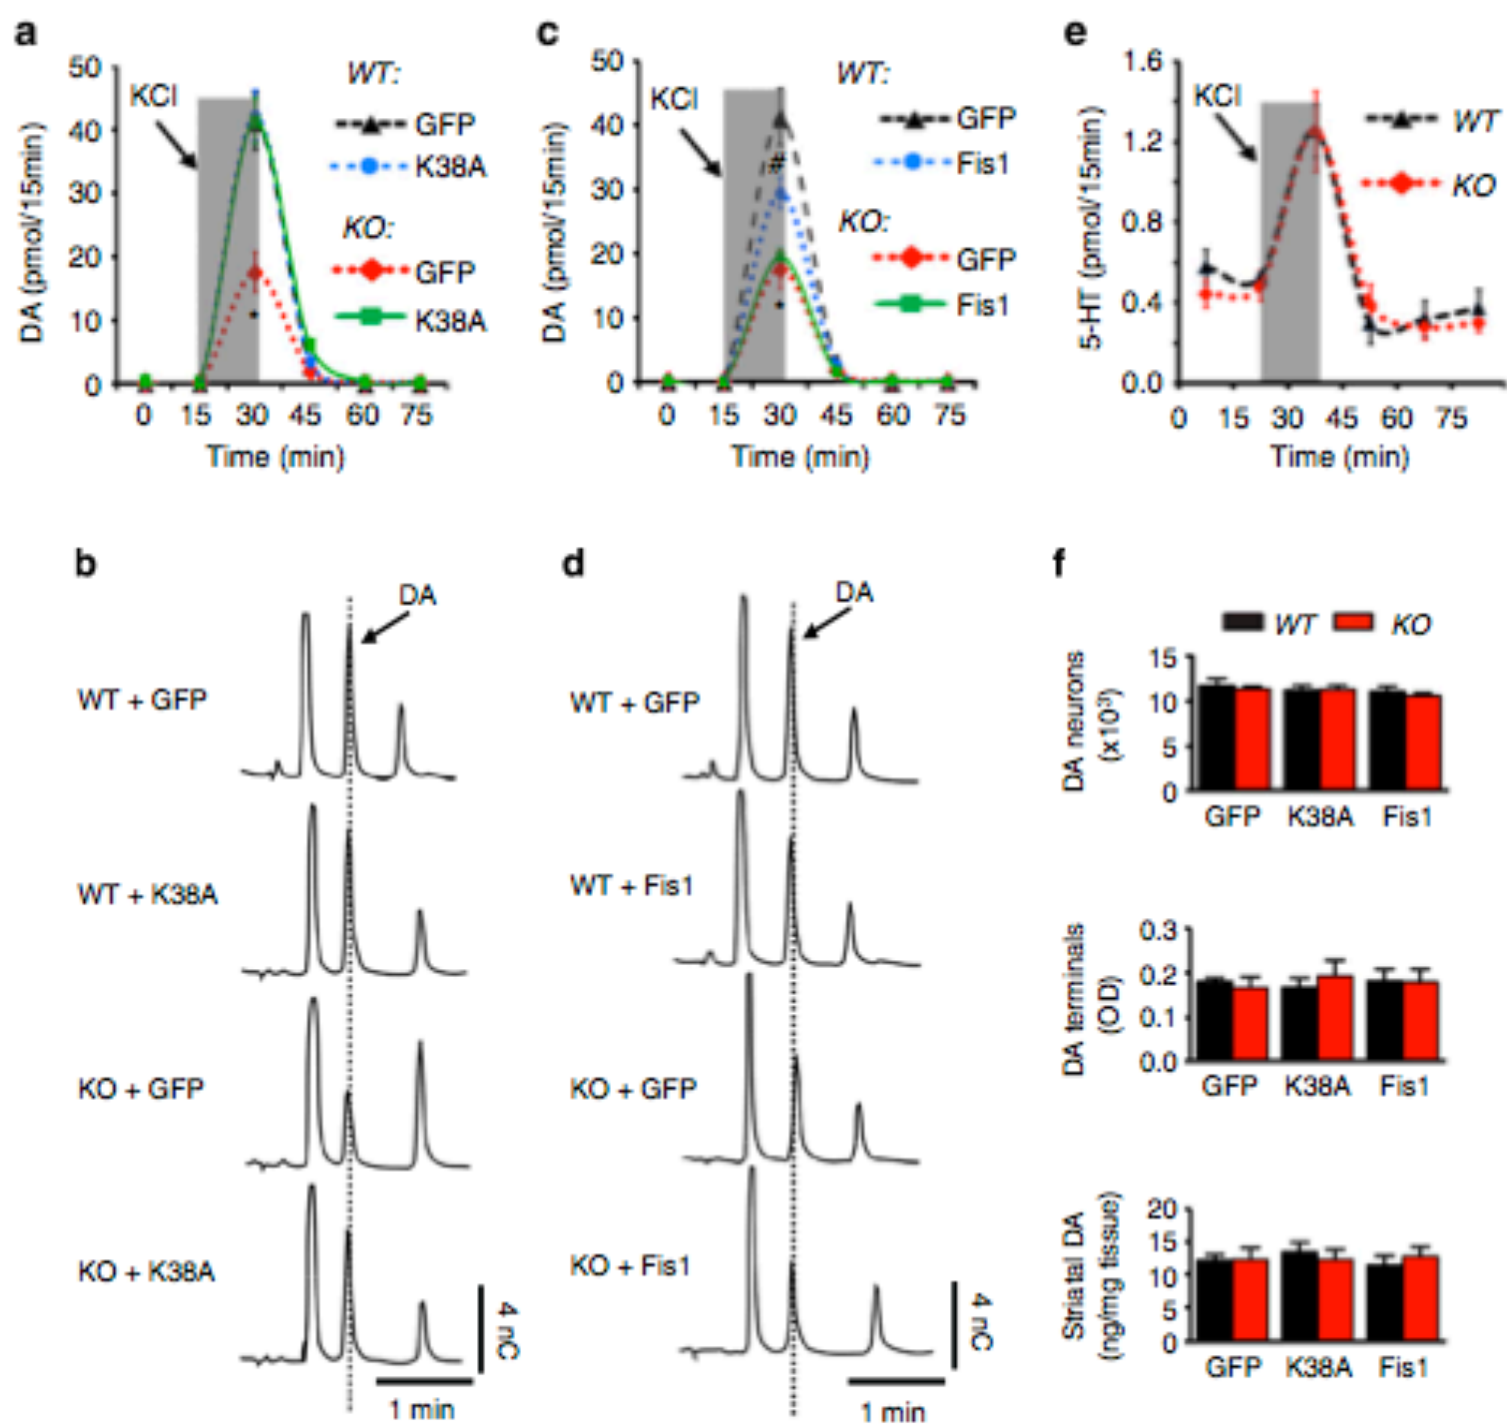 a
DA (pmol/15min)
50
40
30
20
10
0
KCl
WT:
GFP
K38A
KO:
GFP
K38A
*
0 15 30 45 60 75
Time (min)
c
DA (pmol/15min)
50
40
30
20
10
0
KCl
WT:
GFP
Fis1
KO:
GFP
Fis1
#
*
0 15 30 45 60 75
Time (min)
e
5-HT (pmol/15min)
1.6
1.2
0.8
0.4
0.0
KCl
WT
KO
0 15 30 45 60 75
Time (min)
b
DA
WT + GFP
WT + K38A
KO + GFP
KO + K38A
4 nC
1 min
d
DA
WT + GFP
WT + Fis1
KO + GFP
KO + Fis1
4 nC
1 min
f
WT KO
DA neurons
(x10³)
15
10
5
0
GFP K38A Fis1
DA terminals
(OD)
0.3
0.2
0.1
0.0
GFP K38A Fis1
Striatal DA
(ng/mg tissue)
20
15
10
5
0
GFP K38A Fis1